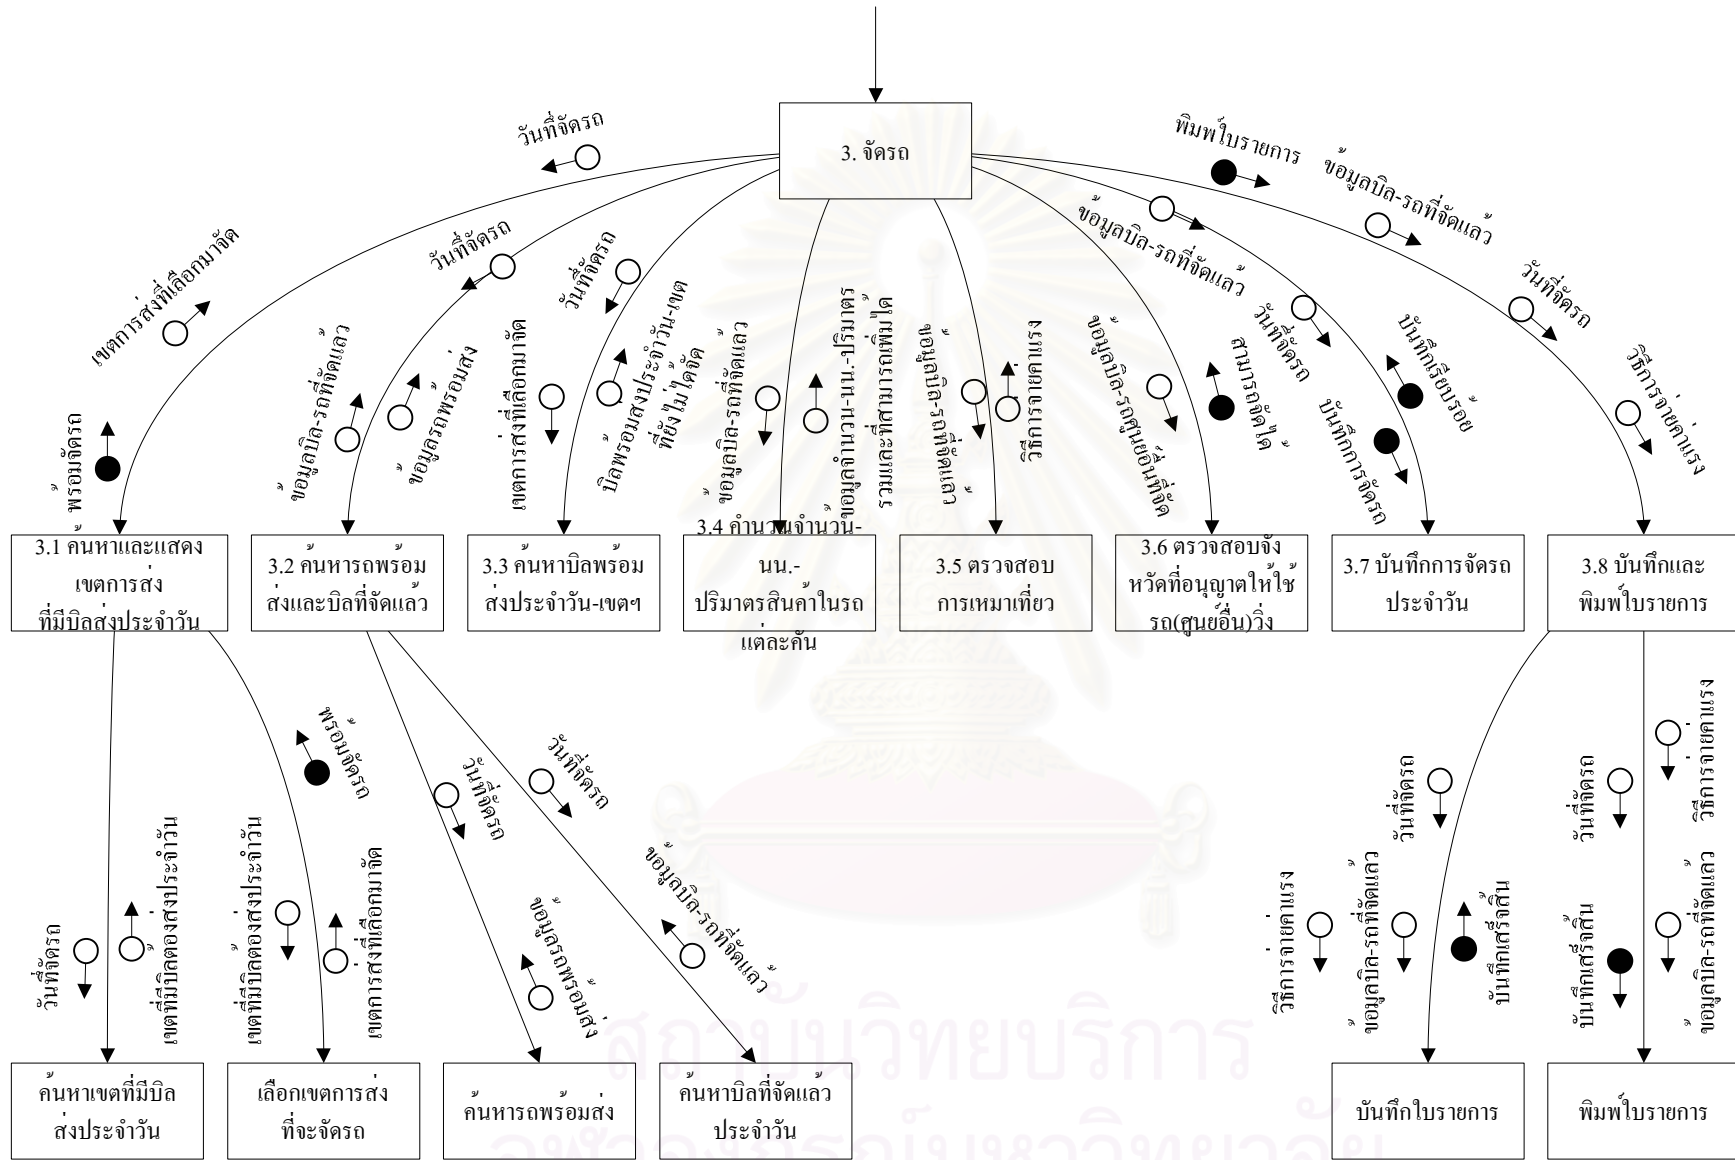 3. จัดรถ
วันที่จัดรถ
เขตการส่งที่เลือกมาจัด
พร้อมจัดรถ
วันที่จัดรถ
ข้อมูลบิล-รถที่จัดแล้ว
ข้อมูลรถพร้อมส่ง
วันที่จัดรถ
เขตการส่งที่เลือกมาจัด
บิลพร้อมส่งประจำวัน-เขต
ที่ยังไม่ได้จัด
ข้อมูลบิล-รถที่จัดแล้ว
ข้อมูลจำนวน-นน.-ปริมาตร
รวมและที่สามารถเพิ่มได้
ข้อมูลบิล-รถที่จัดแล้ว
วิธีการจ่ายค่าแรง
ข้อมูลบิล-รถศูนย์อื่นที่จัด
สามารถจัดได้
ข้อมูลบิล-รถที่จัดแล้ว
วันที่จัดรถ
บันทึกการจัดรถ
บันทึกเรียบร้อย
พิมพ์ใบรายการ
ข้อมูลบิล-รถที่จัดแล้ว
วันที่จัดรถ
วิธีการจ่ายค่าแรง
3.1 ค้นหาและแสดง
เขตการส่ง
ที่มีบิลส่งประจำวัน
3.2 ค้นหารถพร้อม
ส่งและบิลที่จัดแล้ว
3.3 ค้นหาบิลพร้อม
ส่งประจำวัน-เขตฯ
3.4 คำนวนจำนวน-
นน.-
ปริมาตรสินค้าในรถ
แต่ละคัน
3.5 ตรวจสอบ
การเหมาเที่ยว
3.6 ตรวจสอบจัง
หวัดที่อนุญาตให้ใช้
รถ(ศูนย์อื่น)วิ่ง
3.7 บันทึกการจัดรถ
ประจำวัน
3.8 บันทึกและ
พิมพ์ใบรายการ
วันที่จัดรถ
เขตที่มีบิลต้องส่งประจำวัน
เขตที่มีบิลต้องส่งประจำวัน
พร้อมจัดรถ
เขตการส่งที่เลือกมาจัด
วันที่จัดรถ
ข้อมูลรถพร้อมส่ง
วันที่จัดรถ
ข้อมูลบิล-รถที่จัดแล้ว
วิธีการจ่ายค่าแรง
ข้อมูลบิล-รถที่จัดแล้ว
วันที่จัดรถ
บันทึกเสร็จสิ้น
วันที่จัดรถ
บันทึกเสร็จสิ้น
วิธีการจ่ายค่าแรง
ข้อมูลบิล-รถที่จัดแล้ว
ค้นหาเขตที่มีบิล
ส่งประจำวัน
เลือกเขตการส่ง
ที่จะจัดรถ
ค้นหารถพร้อมส่ง
ค้นหาบิลที่จัดแล้ว
ประจำวัน
บันทึกใบรายการ
พิมพ์ใบรายการ
สถาบันวิทยบริการ
จุฬาลงกรณ์มหาวิทยาลัย